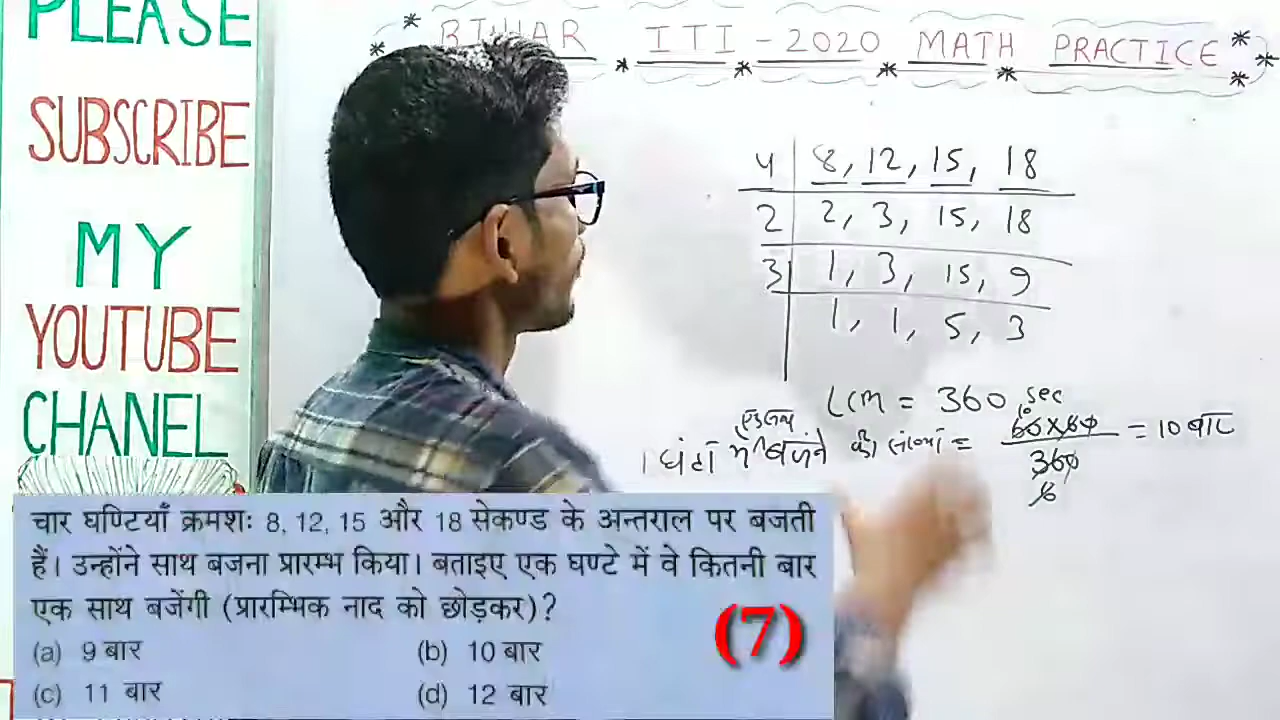 PLEASE
SUBSCRIBE
MY
YOUTUBE
CHANEL
BIHAR ITI - 2020 MATH PRACTICE
4 | 8, 12, 15, 18
2 | 2, 3, 15, 18
3 | 1, 3, 15, 9
1, 1, 5, 3
LCM = 360 sec
1 घंटा में बजने की संख्या = 60×60/360 = 10 बार
10
6
चार घण्टियाँ क्रमशः 8, 12, 15 और 18 सेकण्ड के अन्तराल पर बजती
हैं। उन्होंने साथ बजना प्रारम्भ किया। बताइए एक घण्टे में वे कितनी बार
एक साथ बजेंगी (प्रारम्भिक नाद को छोड़कर)?
(7)
(a) 9 बार (b) 10 बार
(c) 11 बार (d) 12 बार